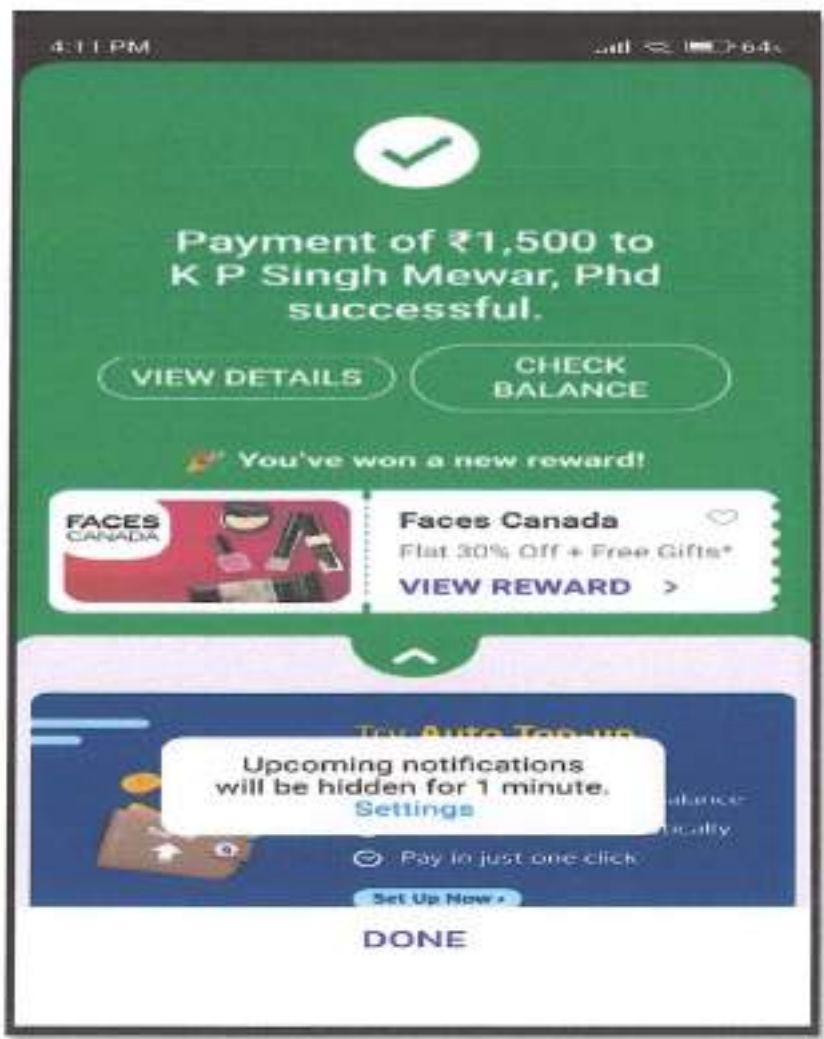 4:11 PM
64
Payment of ₹1,500 to
K P Singh Mewar, Phd
successful.
VIEW DETAILS
CHECK
BALANCE
You've won a new reward!
FACES
CANADA
Faces Canada
Flat 30% Off + Free Gifts*
VIEW REWARD >
Try Auto Top-up
Upcoming notifications
will be hidden for 1 minute.
Settings
Pay in just one click
Set Up Now
DONE